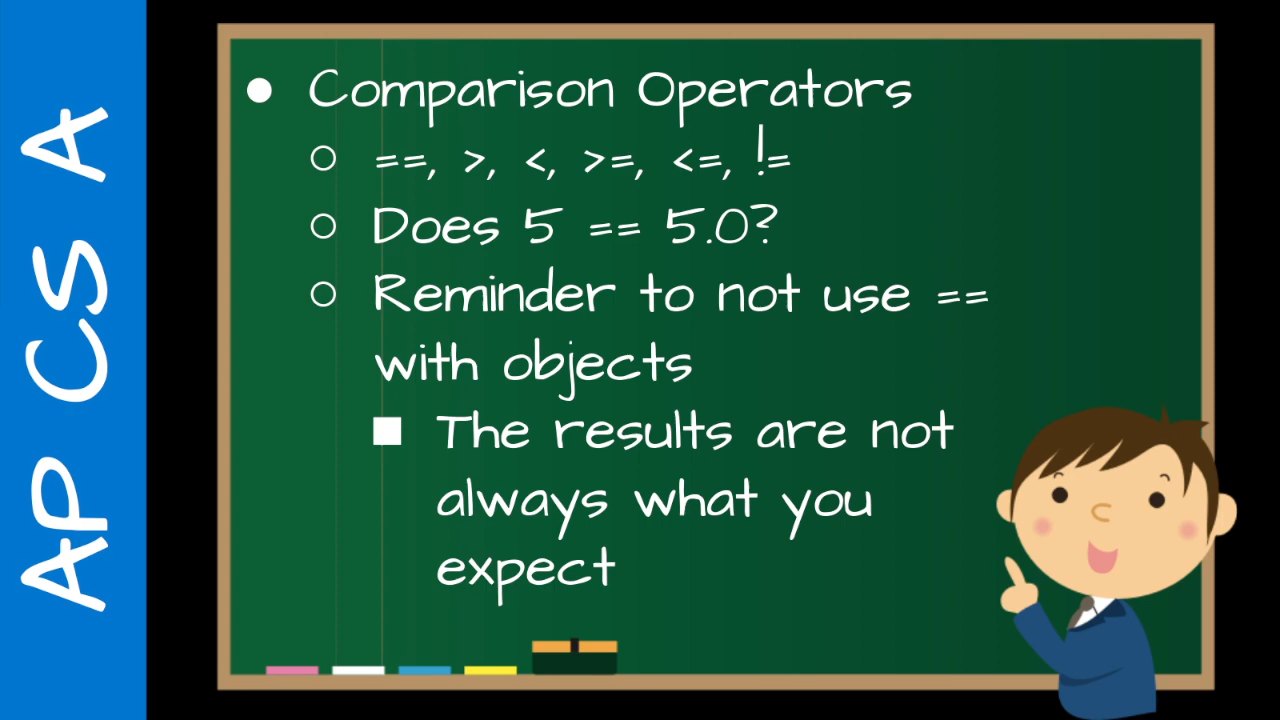 AP CS A
● Comparison Operators
○ ==, >, <, >=, <=, !=
○ Does 5 == 5.0?
○ Reminder to not use ==
with objects
■ The results are not
always what you
expect